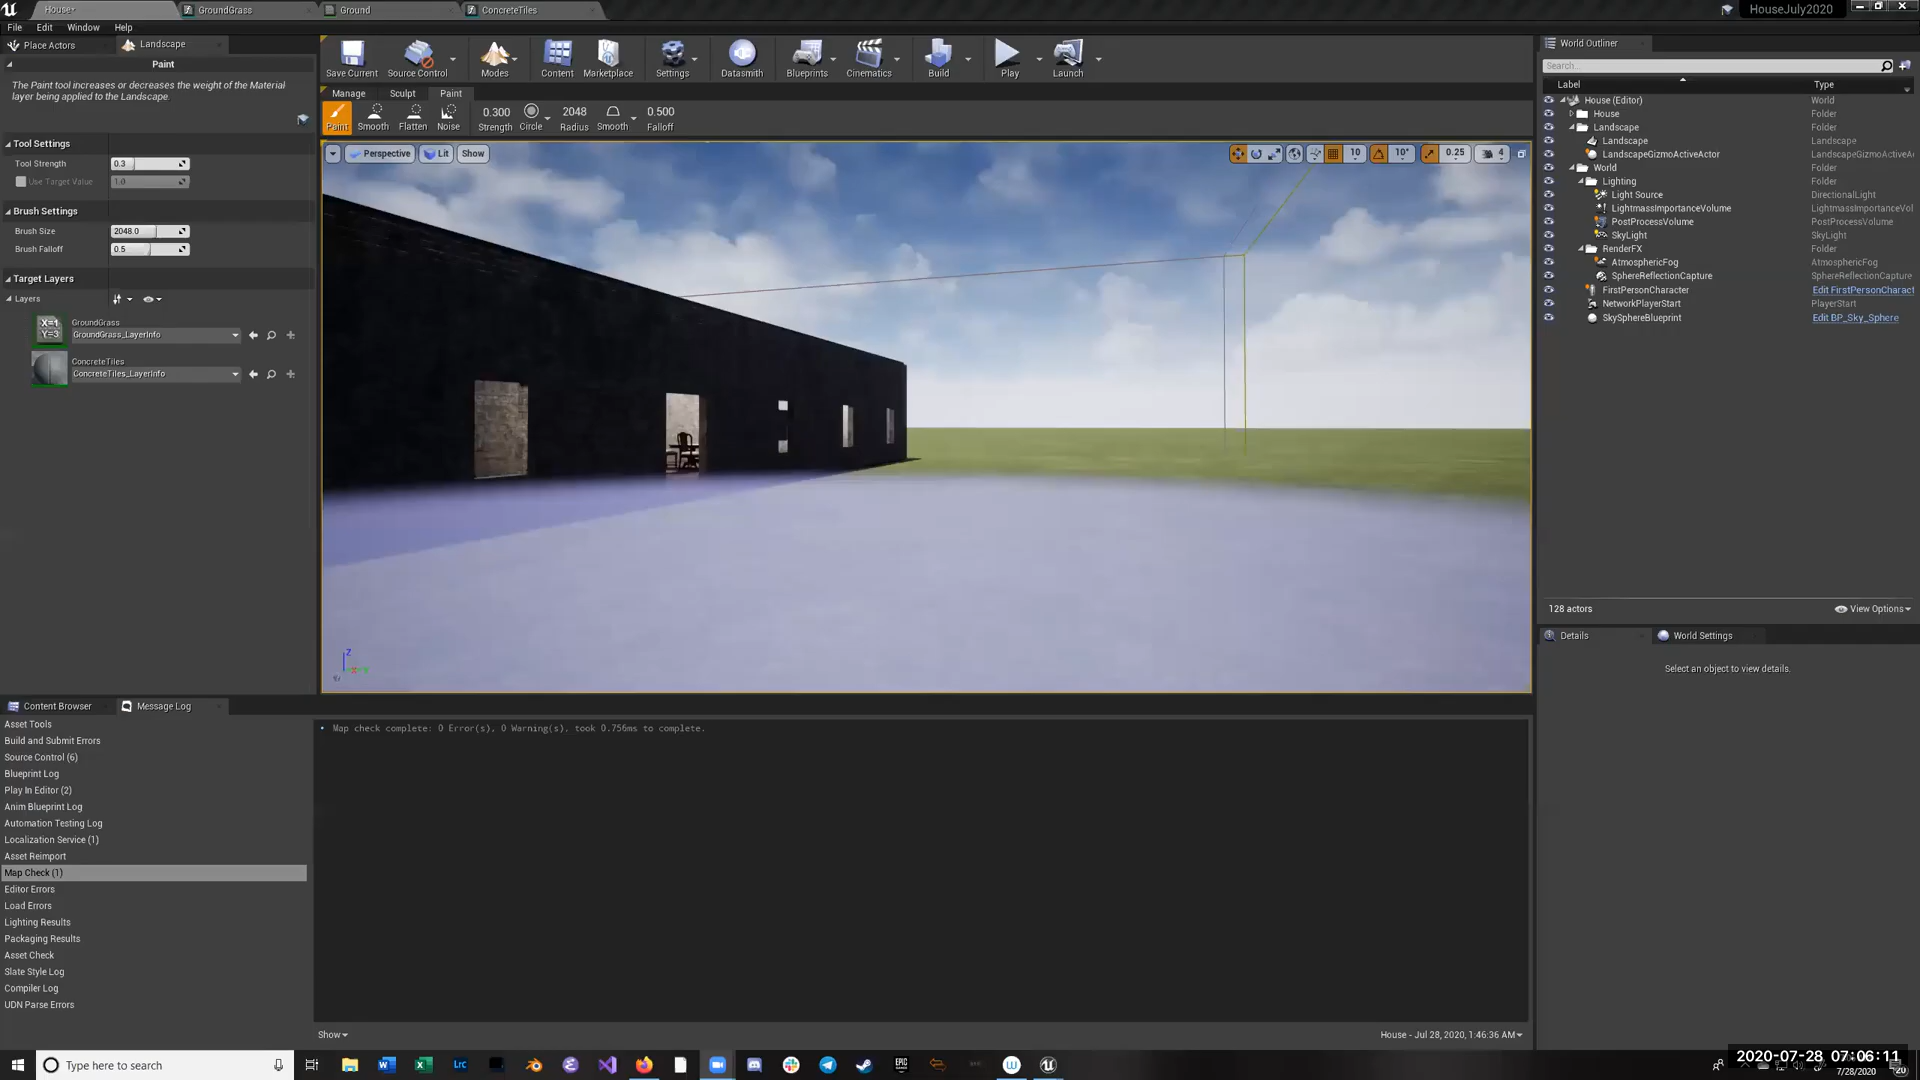 House*
GroundGrass
Ground
ConcreteTiles
HouseJuly2020
File Edit Window Help
Place Actors
Landscape
Paint
The Paint tool increases or decreases the weight of the Material
layer being applied to the Landscape.
Tool Settings
Tool Strength 0.3
Use Target Value 1.0
Brush Settings
Brush Size 2048.0
Brush Falloff 0.5
Target Layers
Layers
X=1
Y=3
GroundGrass
GroundGrass_LayerInfo
ConcreteTiles
ConcreteTiles_LayerInfo
Save Current
Source Control
Modes
Content
Marketplace
Settings
Datasmith
Blueprints
Cinematics
Build
Play
Launch
Manage Sculpt Paint
Paint
Smooth
Flatten
Noise
0.300
Strength
Circle
2048
Radius
Smooth
0.500
Falloff
Perspective
Lit
Show
10
10°
0.25
4
Z
World Outliner
Search...
Label Type
House (Editor) World
House Folder
Landscape Folder
Landscape Landscape
LandscapeGizmoActiveActor LandscapeGizmoActiveA
World Folder
Lighting Folder
Light Source DirectionalLight
LightmassImportanceVolume LightmassImportanceVol
PostProcessVolume PostProcessVolume
SkyLight SkyLight
RenderFX Folder
AtmosphericFog AtmosphericFog
SphereReflectionCapture SphereReflectionCapture
FirstPersonCharacter Edit FirstPersonCharact
NetworkPlayerStart PlayerStart
SkySphereBlueprint Edit BP_Sky_Sphere
128 actors
View Options
Details
World Settings
Select an object to view details.
Content Browser
Message Log
Asset Tools
Build and Submit Errors
Source Control (6)
Blueprint Log
Play In Editor (2)
Anim Blueprint Log
Automation Testing Log
Localization Service (1)
Asset Reimport
Map Check (1)
Editor Errors
Load Errors
Lighting Results
Packaging Results
Asset Check
Slate Style Log
Compiler Log
UDN Parse Errors
Map check complete: 0 Error(s), 0 Warning(s), took 0.756ms to complete.
Show
House - Jul 28, 2020, 1:46:36 AM
Type here to search
Lrc
EPIC
GAMES
2020-07-28 07:06:11
7/28/2020
20